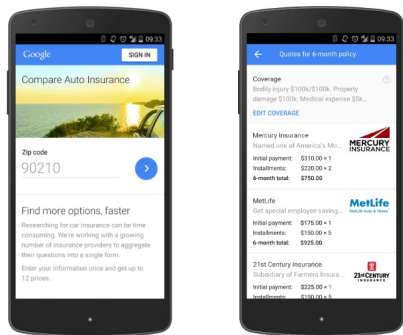 09:33
Google
SIGN IN
Compare Auto Insurance
Zip code
90210
Find more options, faster
Researching for car insurance can be time
consuming. We're working with a growing
number of insurance providers to aggregate
their questions into a single form.
Enter your information once and get up to
12 prices.
09:33
Quotes for 6-month policy
Coverage
Bodily injury $100k/$100k. Property
damage $100k. Medical expense $5k...
EDIT COVERAGE
Mercury Insurance
Named one of America's Mo...
MERCURY
INSURANCE
Initial payment: $310.00 × 1
Installments: $220.00 × 2
6-month total: $750.00
MetLife
Get special employee saving...
MetLife
MetLife Auto & Home
Initial payment: $175.00 × 1
Installments: $150.00 × 5
6-month total: $925.00
21st Century Insurance
Subsidiary of Farmers Insura...
21st CENTURY
INSURANCE
Initial payment: $225.00 × 1
Installments: $190.00 × 5